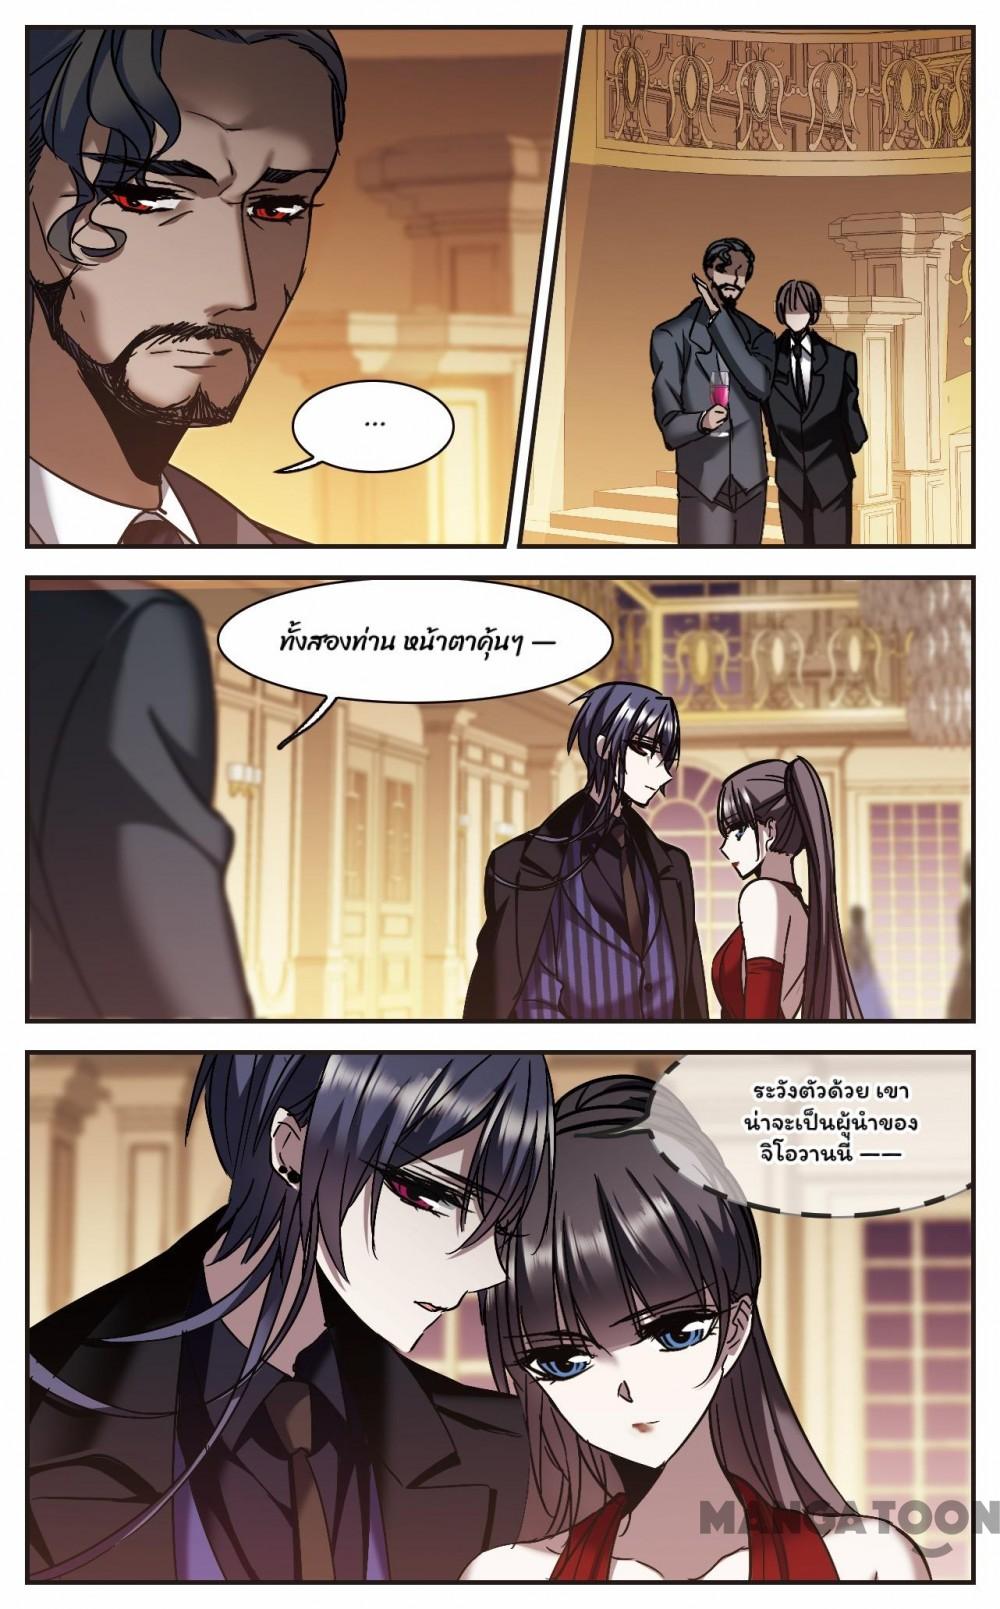 ...
ทั้งสองท่าน หน้าตาคุ้นๆ —
ระวังตัวด้วย เขา
น่าจะเป็นผู้นำของ
จิโอวานนี่ ——
MANGATOON